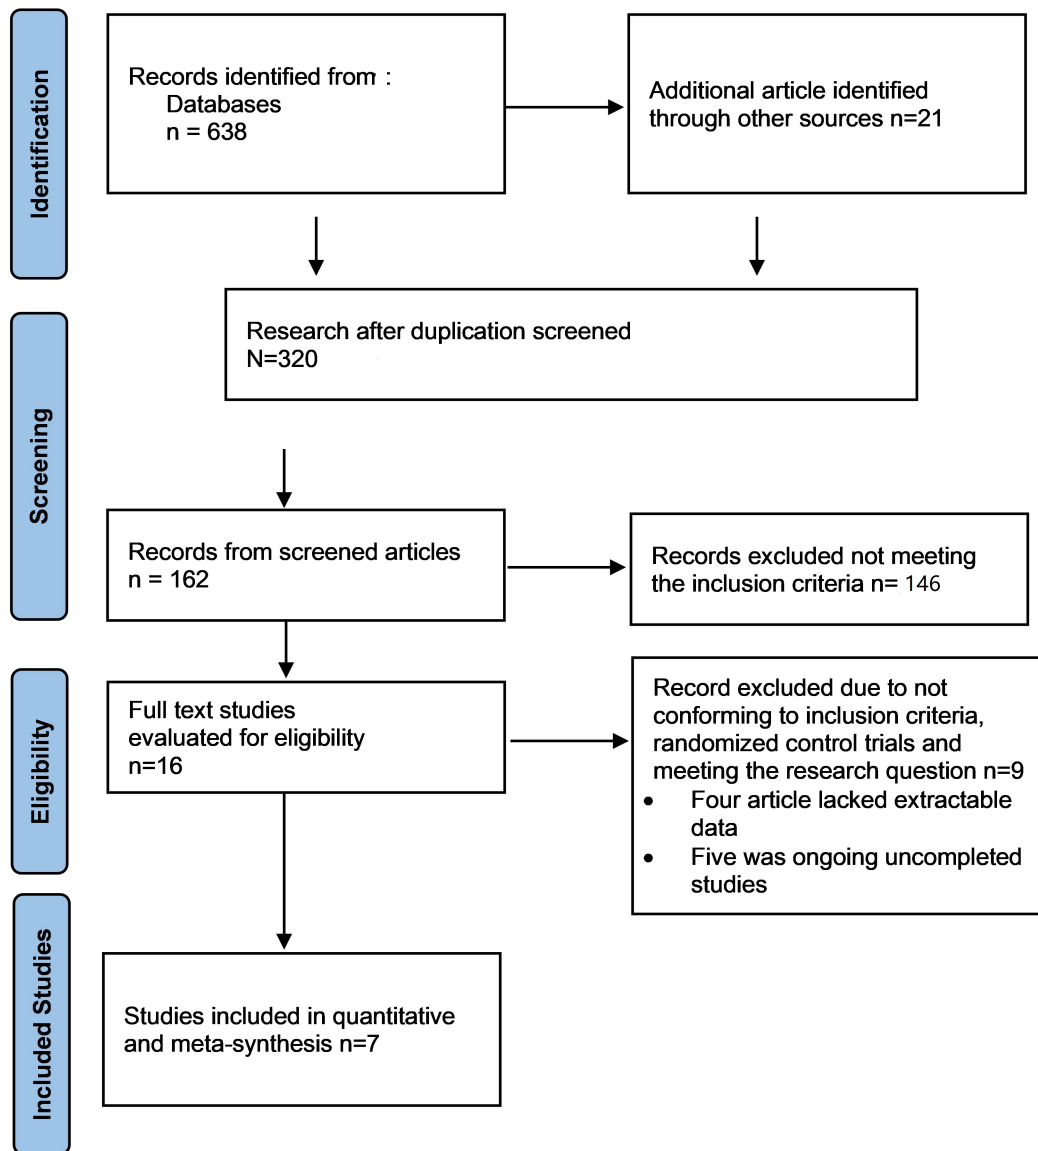 Identification
Records identified from :
Databases
n = 638
Additional article identified
through other sources n=21
Screening
Research after duplication screened
N=320
Records from screened articles
n = 162
Records excluded not meeting
the inclusion criteria n= 146
Eligibility
Full text studies
evaluated for eligibility
n=16
Record excluded due to not
conforming to inclusion criteria,
randomized control trials and
meeting the research question n=9
• Four article lacked extractable
data
• Five was ongoing uncompleted
studies
Included Studies
Studies included in quantitative
and meta-synthesis n=7